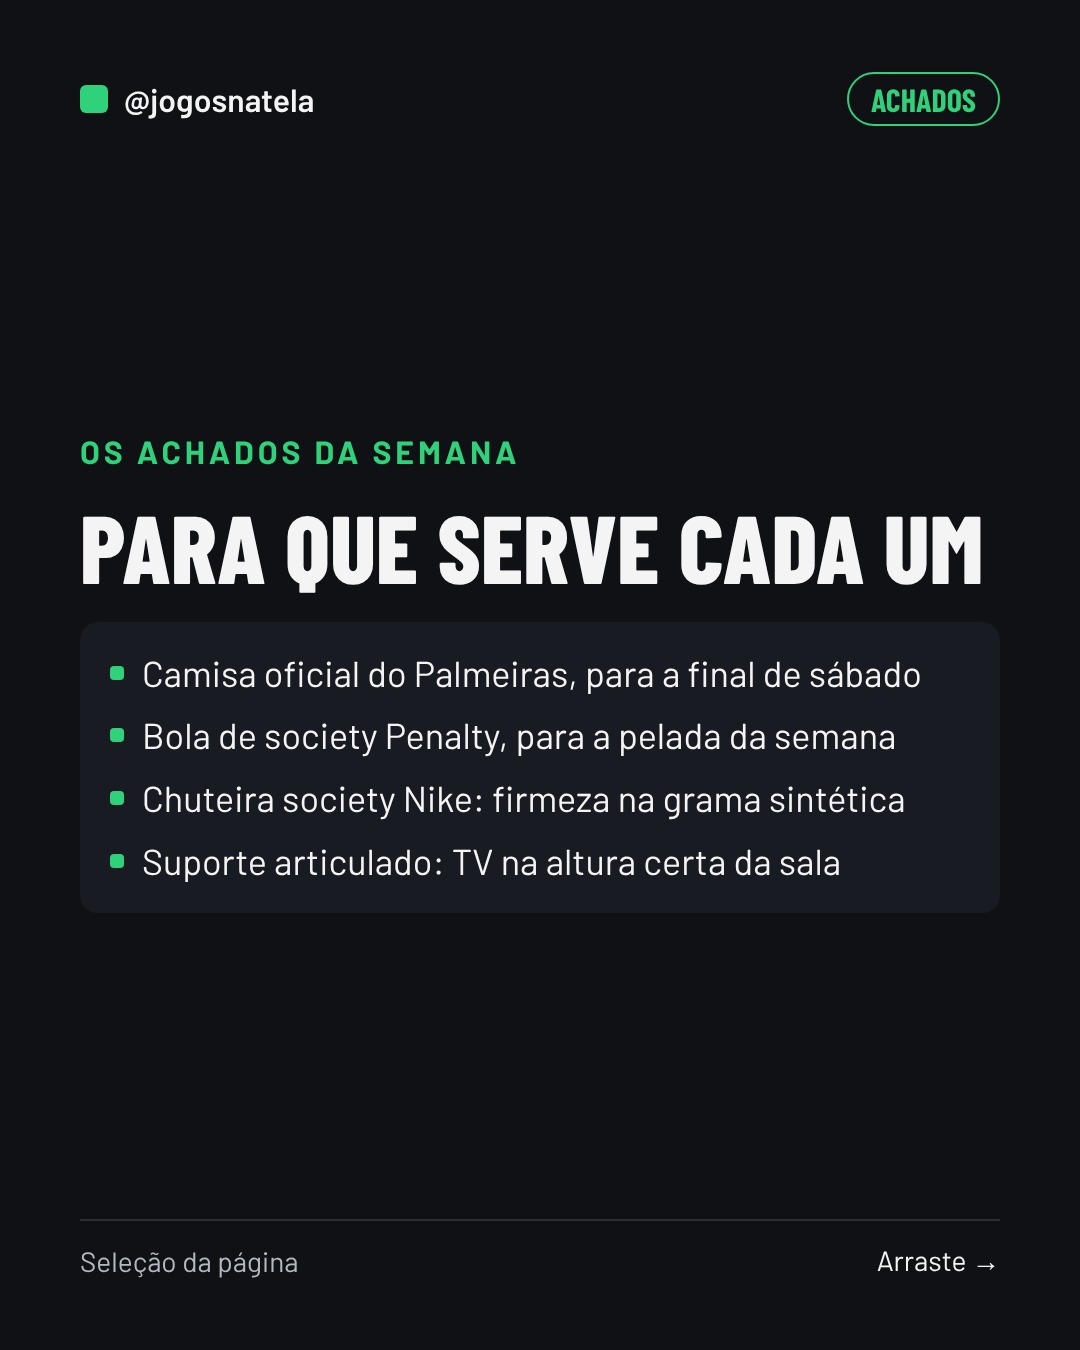 @jogosnatela
ACHADOS
OS ACHADOS DA SEMANA
PARA QUE SERVE CADA UM
Camisa oficial do Palmeiras, para a final de sábado
Bola de society Penalty, para a pelada da semana
Chuteira society Nike: firmeza na grama sintética
Suporte articulado: TV na altura certa da sala
Seleção da página
Arraste →